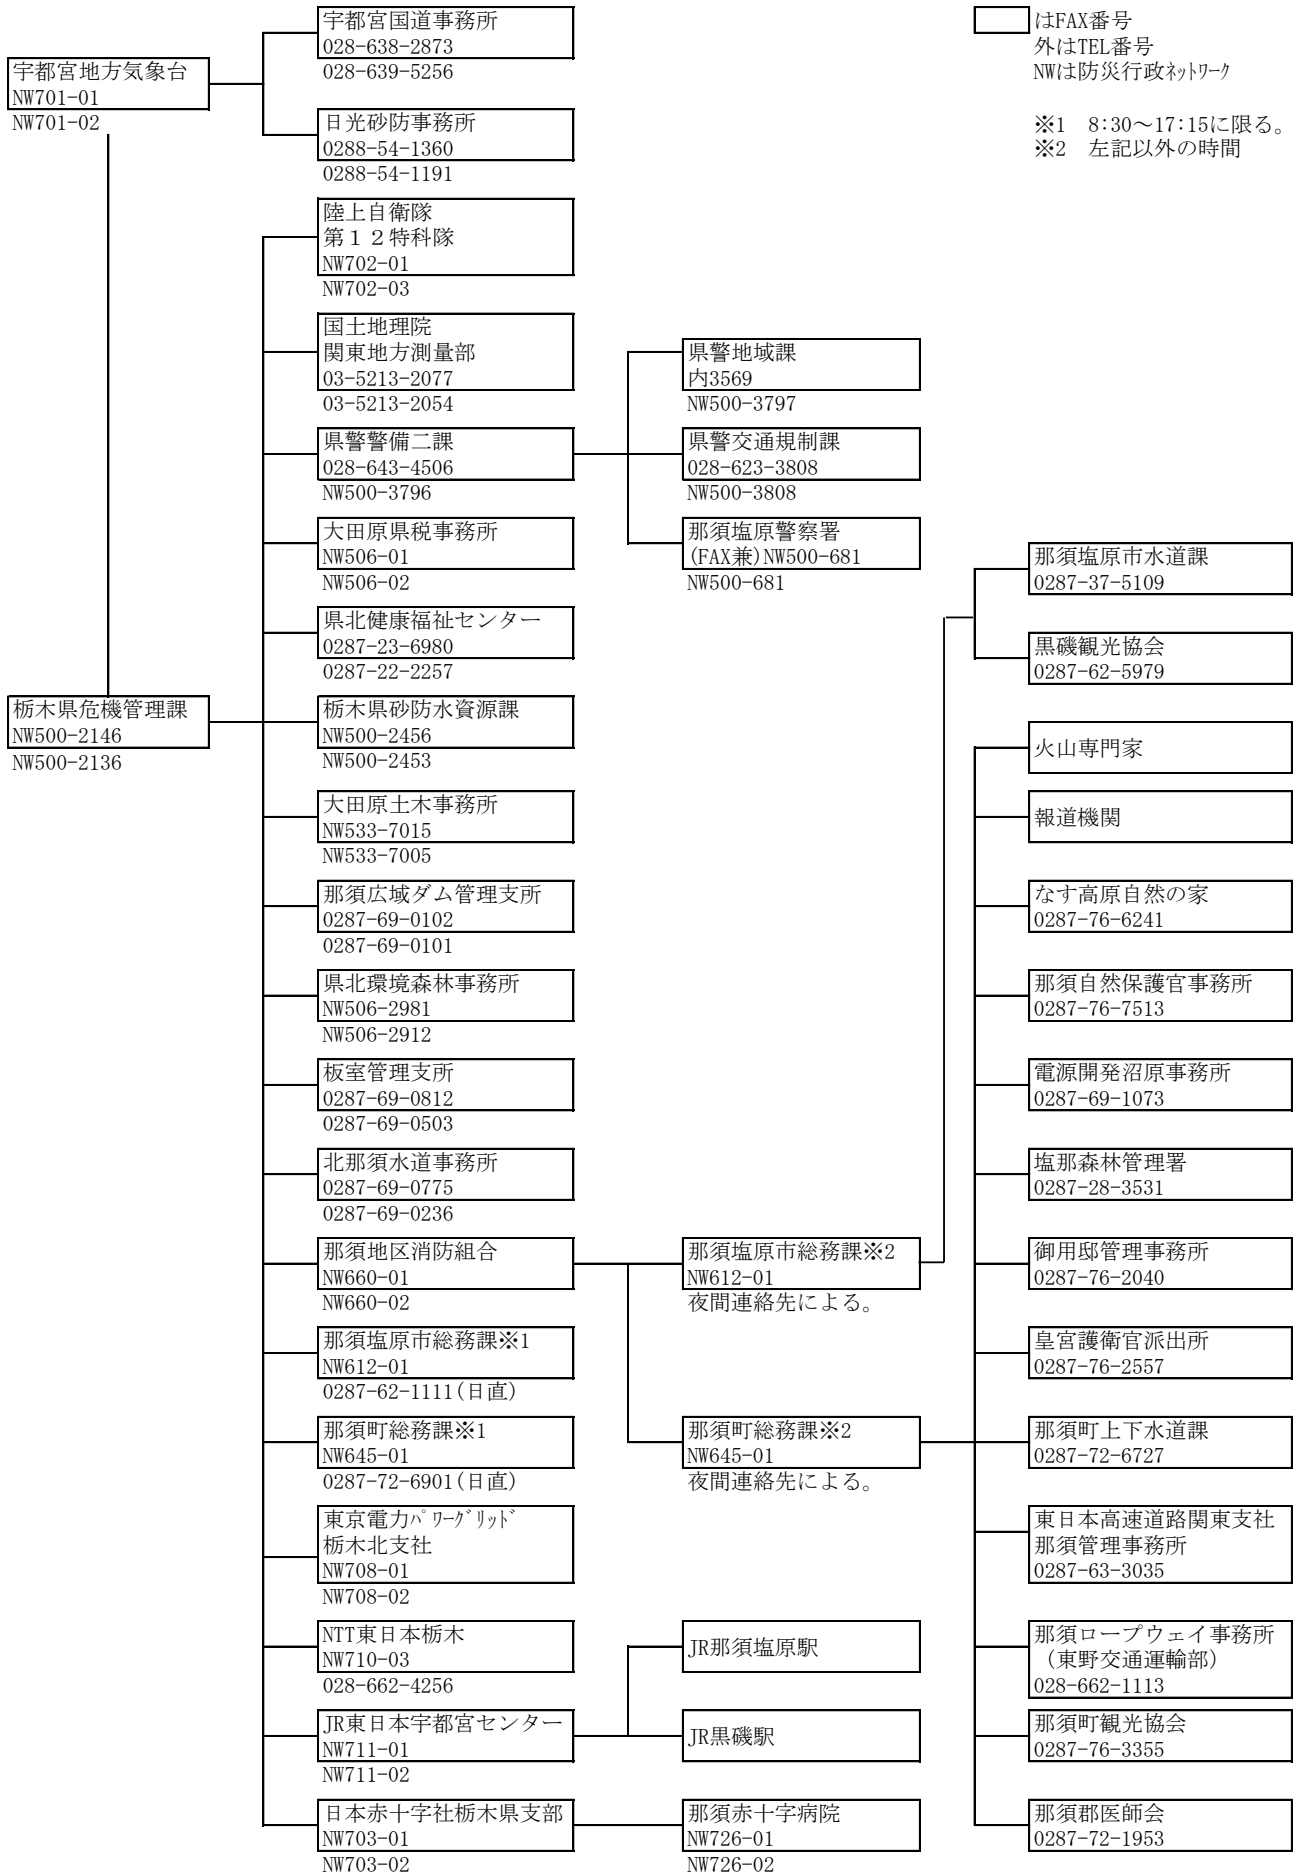 宇都宮地方気象台
NW701-01
NW701-02
栃木県危機管理課
NW500-2146
NW500-2136
宇都宮国道事務所
028-638-2873
028-639-5256
日光砂防事務所
0288-54-1360
0288-54-1191
陸上自衛隊
第１２特科隊
NW702-01
NW702-03
国土地理院
関東地方測量部
03-5213-2077
03-5213-2054
県警警備二課
028-643-4506
NW500-3796
大田原県税事務所
NW506-01
NW506-02
県北健康福祉センター
0287-23-6980
0287-22-2257
栃木県砂防水資源課
NW500-2456
NW500-2453
大田原土木事務所
NW533-7015
NW533-7005
那須広域ダム管理支所
0287-69-0102
0287-69-0101
県北環境森林事務所
NW506-2981
NW506-2912
板室管理支所
0287-69-0812
0287-69-0503
北那須水道事務所
0287-69-0775
0287-69-0236
那須地区消防組合
NW660-01
NW660-02
那須塩原市総務課※1
NW612-01
0287-62-1111(日直)
那須町総務課※1
NW645-01
0287-72-6901(日直)
東京電力ﾊﾟﾜｰｸﾞﾘｯﾄﾞ
栃木北支社
NW708-01
NW708-02
NTT東日本栃木
NW710-03
028-662-4256
JR東日本宇都宮センター
NW711-01
NW711-02
日本赤十字社栃木県支部
NW703-01
NW703-02
県警地域課
内3569
NW500-3797
県警交通規制課
028-623-3808
NW500-3808
那須塩原警察署
(FAX兼)NW500-681
NW500-681
那須塩原市総務課※2
NW612-01
夜間連絡先による。
那須町総務課※2
NW645-01
夜間連絡先による。
JR那須塩原駅
JR黒磯駅
那須赤十字病院
NW726-01
NW726-02
はFAX番号
外はTEL番号
NWは防災行政ﾈｯﾄﾜｰｸ
※1　8:30～17:15に限る。
※2　左記以外の時間
那須塩原市水道課
0287-37-5109
黒磯観光協会
0287-62-5979
火山専門家
報道機関
なす高原自然の家
0287-76-6241
那須自然保護官事務所
0287-76-7513
電源開発沼原事務所
0287-69-1073
塩那森林管理署
0287-28-3531
御用邸管理事務所
0287-76-2040
皇宮護衛官派出所
0287-76-2557
那須町上下水道課
0287-72-6727
東日本高速道路関東支社
那須管理事務所
0287-63-3035
那須ロープウェイ事務所
（東野交通運輸部）
028-662-1113
那須町観光協会
0287-76-3355
那須郡医師会
0287-72-1953